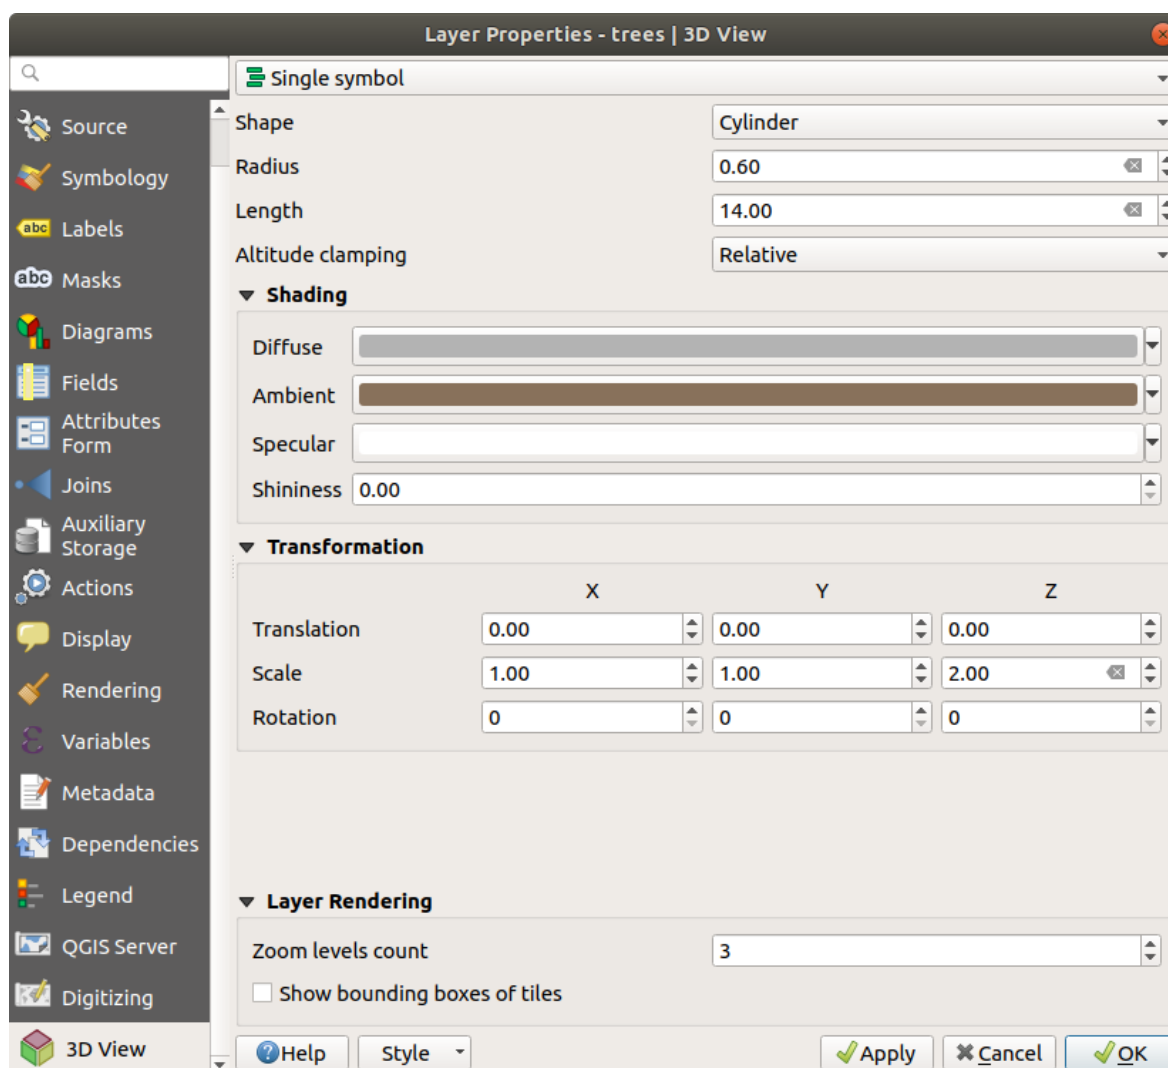 Layer Properties - trees | 3D View
Source
Symbology
abc Labels
abc Masks
Diagrams
Fields
Attributes
Form
Joins
Auxiliary
Storage
Actions
Display
Rendering
Variables
Metadata
Dependencies
Legend
QGIS Server
Digitizing
3D View
Single symbol
Shape Cylinder
Radius 0.60
Length 14.00
Altitude clamping Relative
Shading
Diffuse
Ambient
Specular
Shininess 0.00
Transformation
X Y Z
Translation 0.00 0.00 0.00
Scale 1.00 1.00 2.00
Rotation 0 0 0
Layer Rendering
Zoom levels count 3
Show bounding boxes of tiles
Help Style Apply Cancel OK